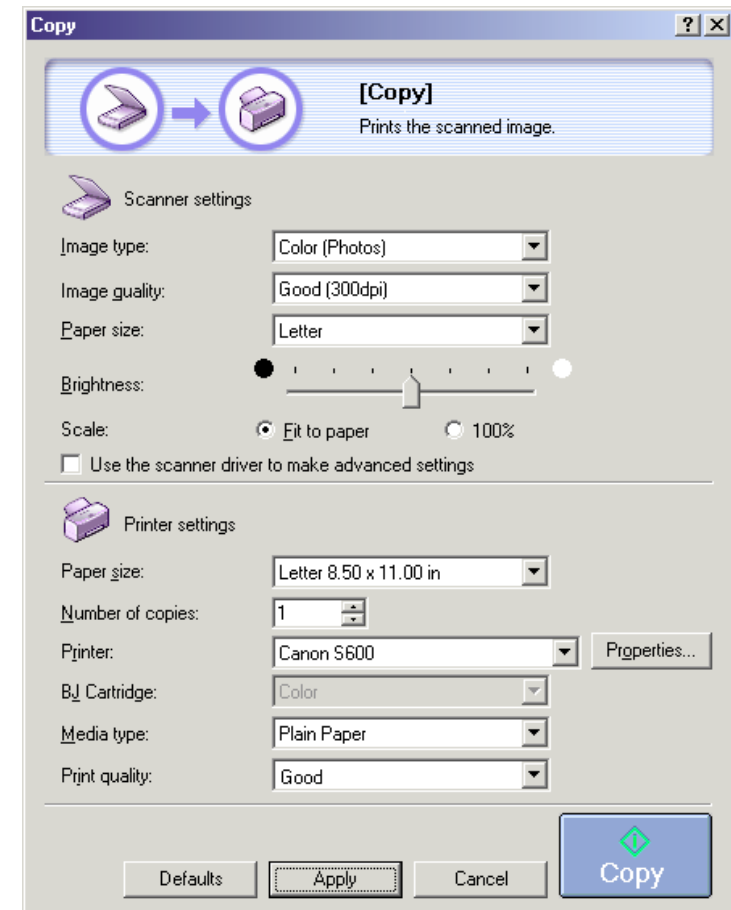 Copy
[Copy]
Prints the scanned image.
Scanner settings
Image type: Color (Photos)
Image quality: Good (300dpi)
Paper size: Letter
Brightness:
Scale: Fit to paper 100%
Use the scanner driver to make advanced settings
Printer settings
Paper size: Letter 8.50 x 11.00 in
Number of copies: 1
Printer: Canon S600 Properties...
BJ Cartridge: Color
Media type: Plain Paper
Print quality: Good
Defaults Apply Cancel Copy